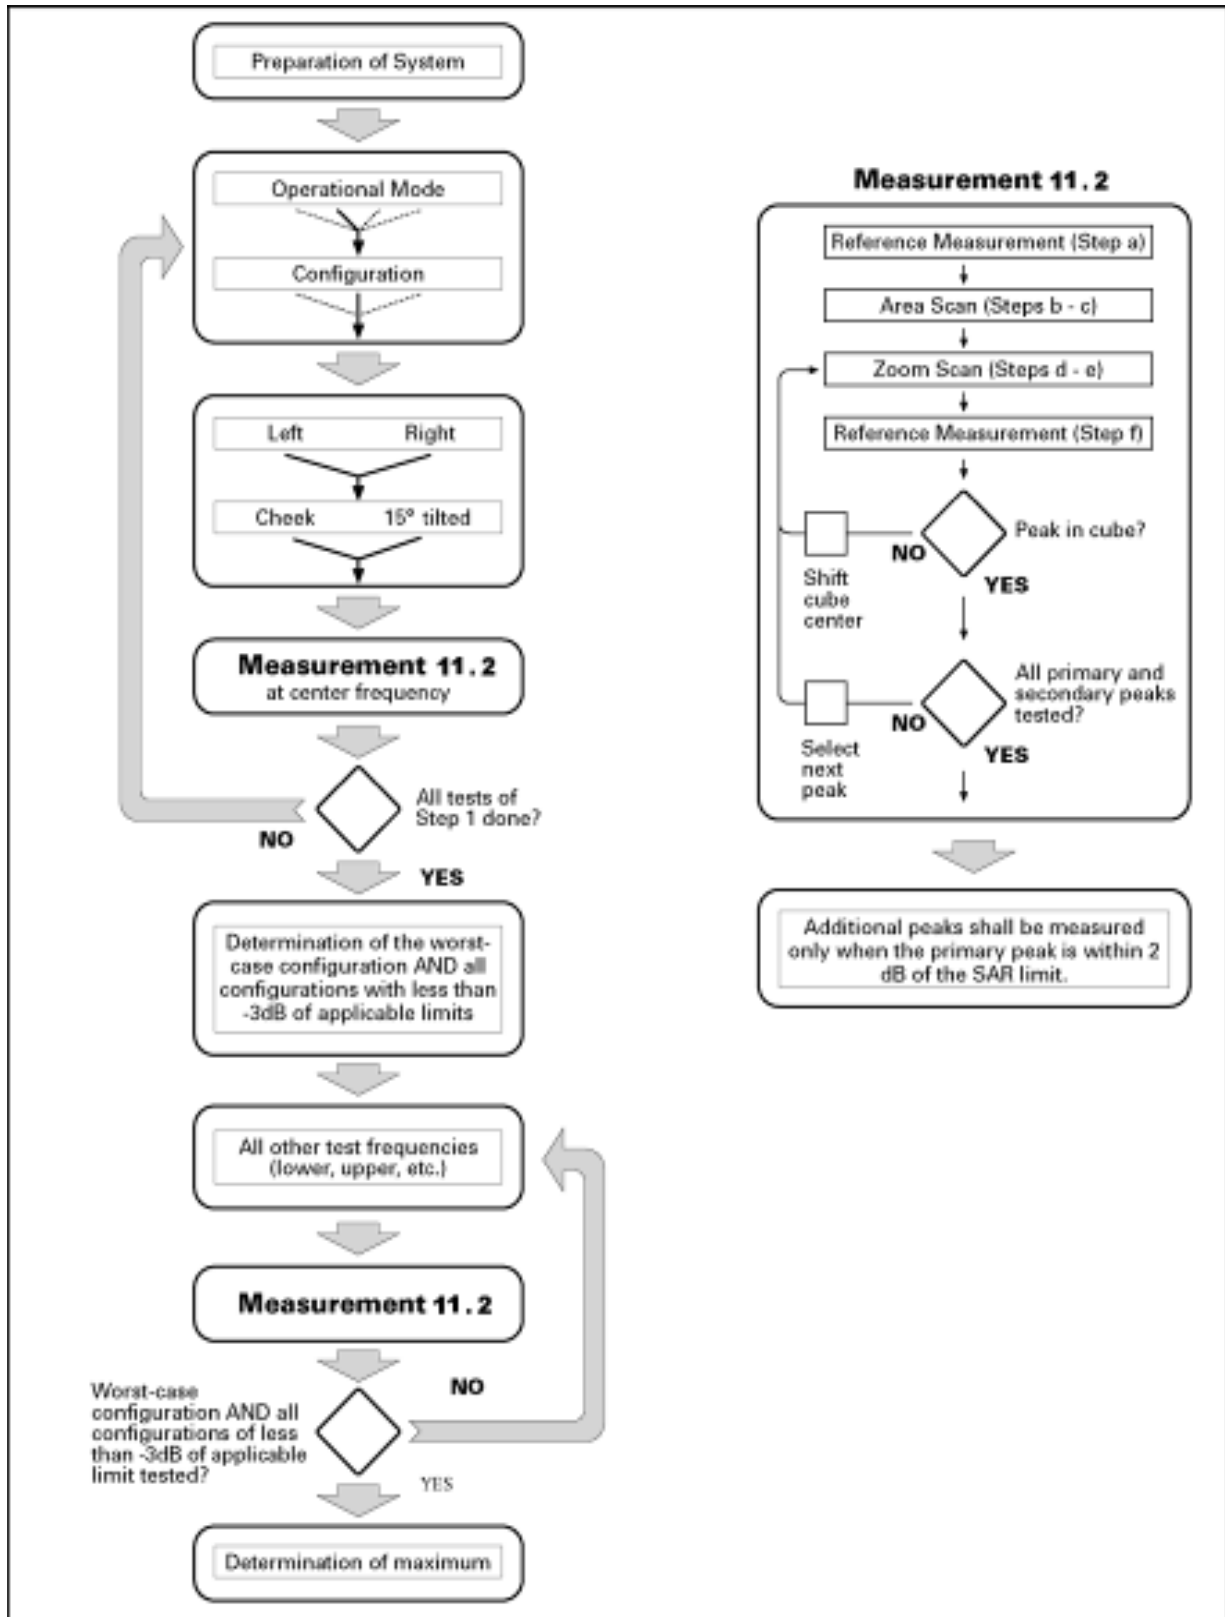 Preparation of System
Operational Mode
Configuration
Left Right
Cheek 15° tilted
Measurement 11.2
at center frequency
All tests of
Step 1 done?
NO
YES
Determination of the worst-
case configuration AND all
configurations with less than
-3dB of applicable limits
All other test frequencies
(lower, upper, etc.)
Measurement 11.2
NO
Worst-case
configuration AND all
configurations of less
than -3dB of applicable
limit tested?
YES
Determination of maximum
Measurement 11.2
Reference Measurement (Step a)
Area Scan (Steps b - c)
Zoom Scan (Steps d - e)
Reference Measurement (Step f)
Peak in cube?
NO
Shift
cube
center
YES
All primary and
secondary peaks
tested?
NO
Select
next
peak
YES
Additional peaks shall be measured
only when the primary peak is within 2
dB of the SAR limit.